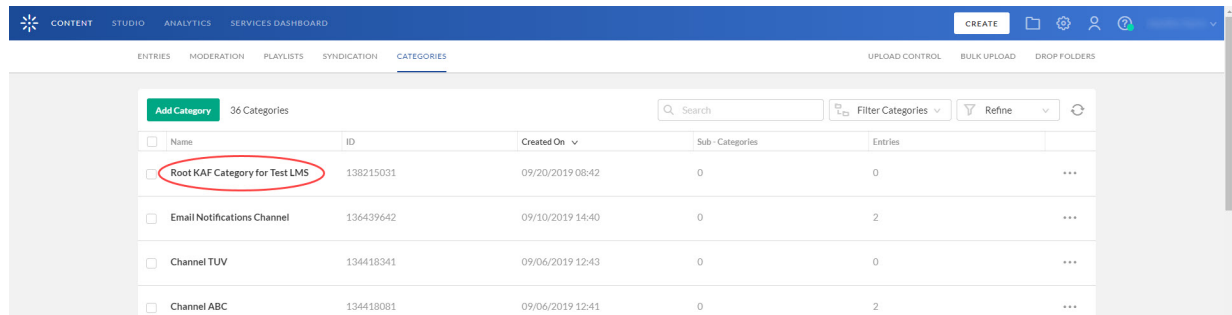 CONTENT STUDIO ANALYTICS SERVICES DASHBOARD CREATE
ENTRIES MODERATION PLAYLISTS SYNDICATION CATEGORIES UPLOAD CONTROL BULK UPLOAD DROP FOLDERS
Add Category 36 Categories Search Filter Categories Refine
Name ID Created On Sub - Categories Entries
Root KAF Category for Test LMS 138215031 09/20/2019 08:42 0 0
Email Notifications Channel 136439642 09/10/2019 14:40 0 2
Channel TUV 134418341 09/06/2019 12:43 0 0
Channel ABC 134418081 09/06/2019 12:41 0 2